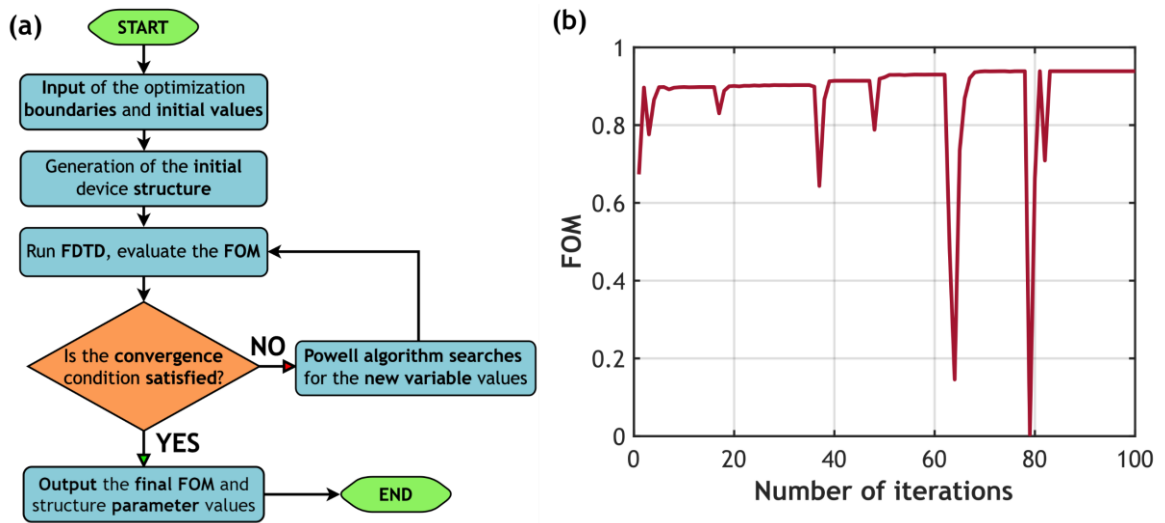 (a)
START
Input of the optimization
boundaries and initial values
Generation of the initial
device structure
Run FDTD, evaluate the FOM
Is the convergence
condition satisfied?
NO
Powell algorithm searches
for the new variable values
YES
Output the final FOM and
structure parameter values
END
(b)
1
0.8
0.6
0.4
0.2
0
FOM
0 20 40 60 80 100
Number of iterations